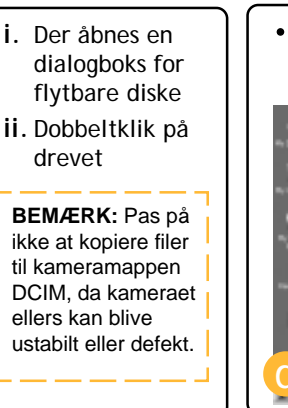 i. Der åbnes en
dialogboks for
flytbare diske
ii. Dobbeltklik på
drevet
BEMÆRK: Pas på
ikke at kopiere filer
til kameramappen
DCIM, da kameraet
ellers kan blive
ustabilt eller defekt.
•